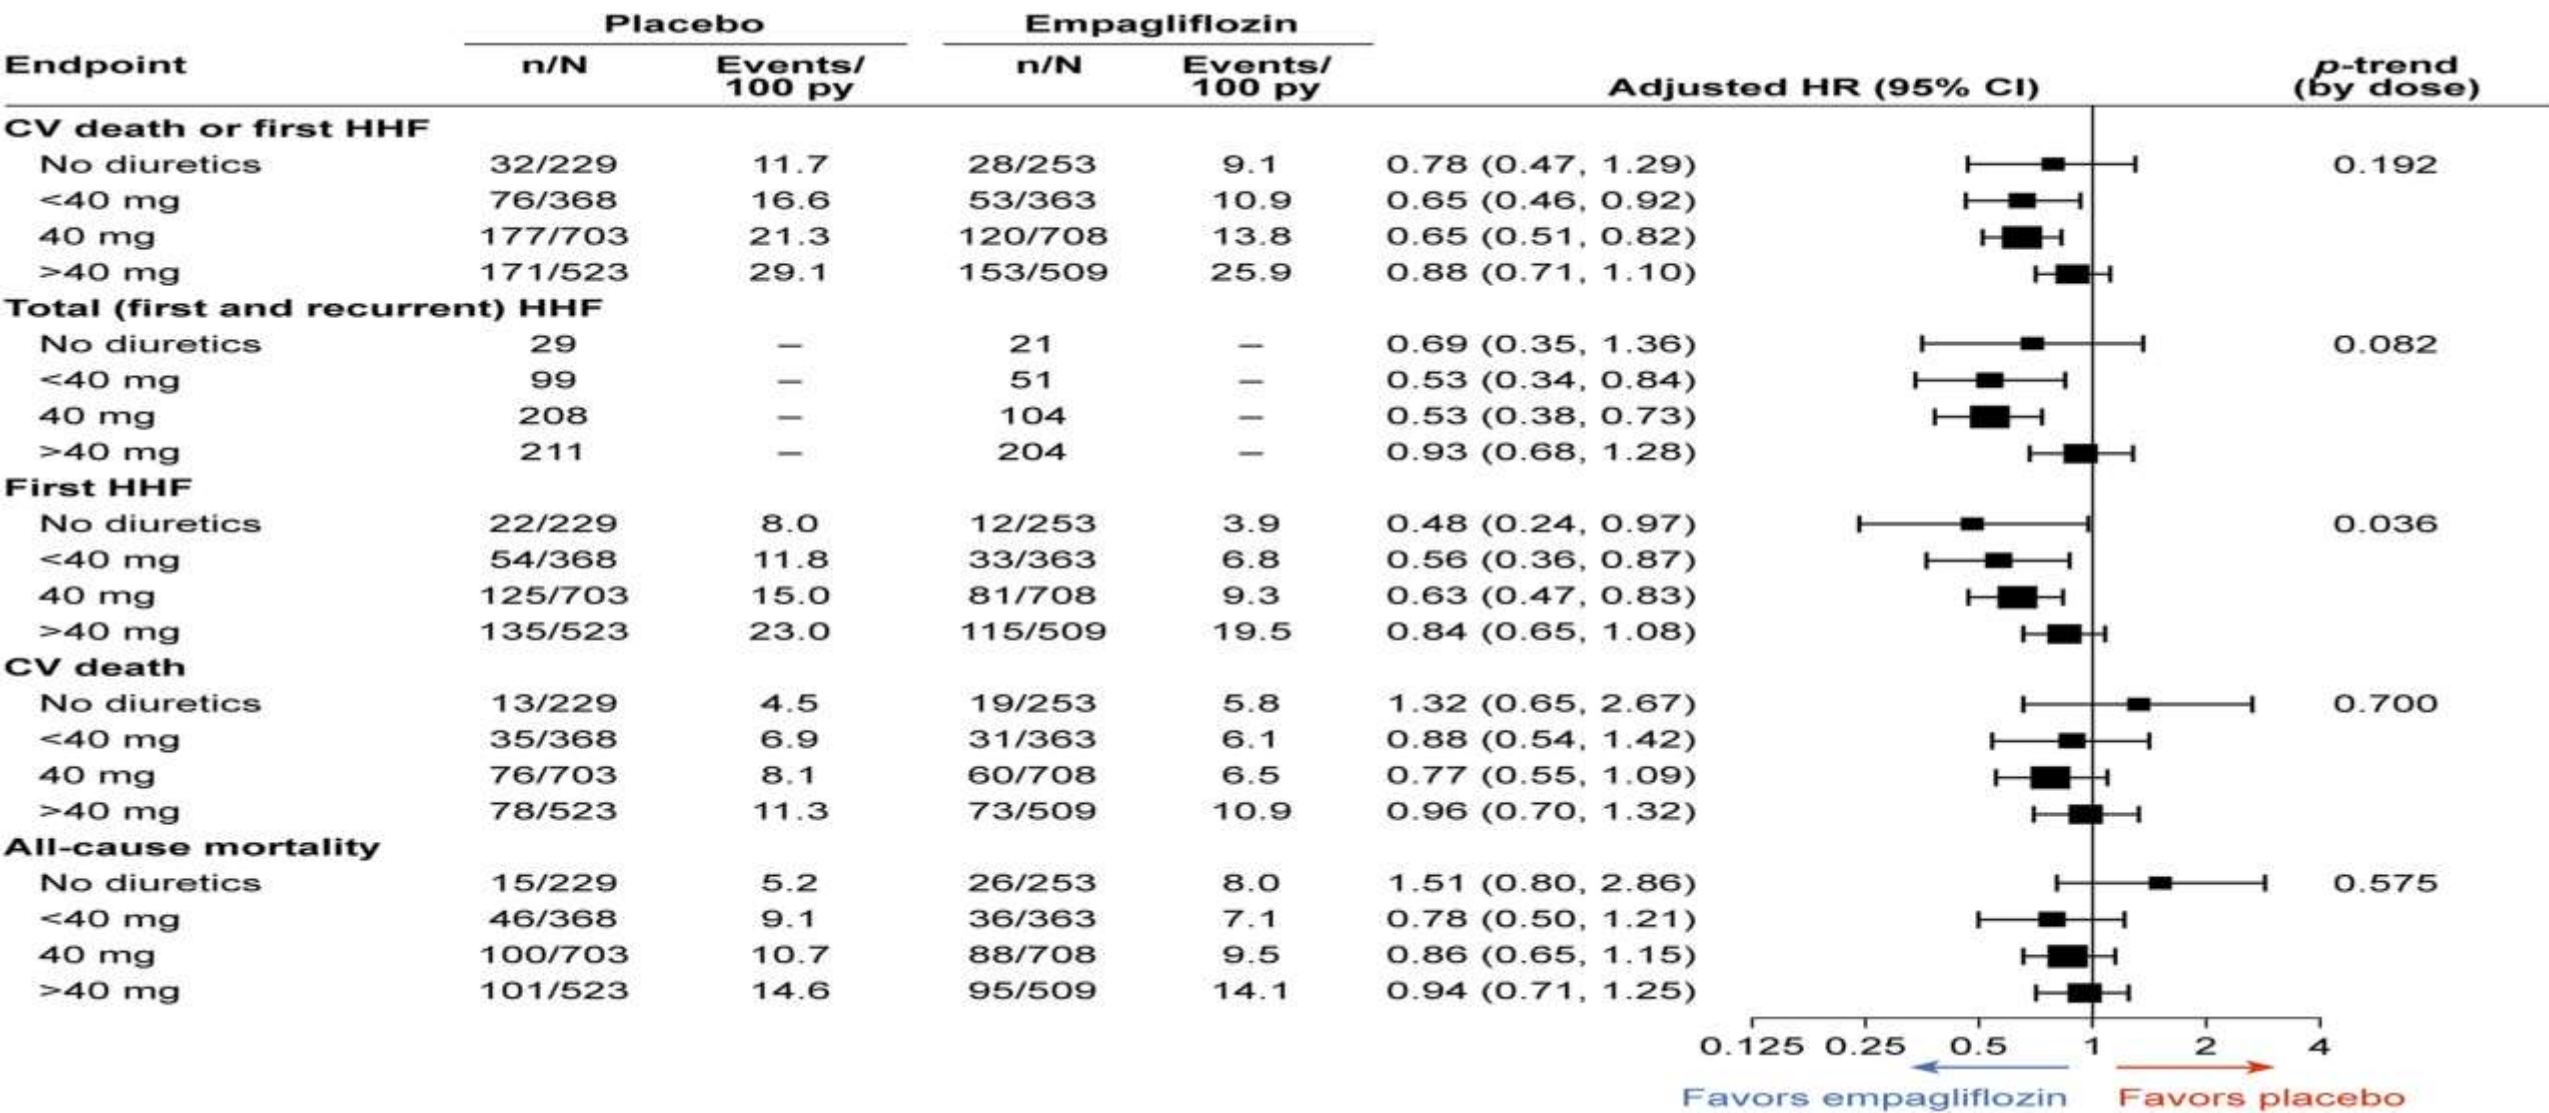 Placebo Empagliflozin
Endpoint n/N Events/ 100 py n/N Events/ 100 py Adjusted HR (95% CI) p-trend (by dose)
CV death or first HHF
No diuretics 32/229 11.7 28/253 9.1 0.78 (0.47, 1.29) 0.192
<40 mg 76/368 16.6 53/363 10.9 0.65 (0.46, 0.92)
40 mg 177/703 21.3 120/708 13.8 0.65 (0.51, 0.82)
>40 mg 171/523 29.1 153/509 25.9 0.88 (0.71, 1.10)
Total (first and recurrent) HHF
No diuretics 29 – 21 – 0.69 (0.35, 1.36) 0.082
<40 mg 99 – 51 – 0.53 (0.34, 0.84)
40 mg 208 – 104 – 0.53 (0.38, 0.73)
>40 mg 211 – 204 – 0.93 (0.68, 1.28)
First HHF
No diuretics 22/229 8.0 12/253 3.9 0.48 (0.24, 0.97) 0.036
<40 mg 54/368 11.8 33/363 6.8 0.56 (0.36, 0.87)
40 mg 125/703 15.0 81/708 9.3 0.63 (0.47, 0.83)
>40 mg 135/523 23.0 115/509 19.5 0.84 (0.65, 1.08)
CV death
No diuretics 13/229 4.5 19/253 5.8 1.32 (0.65, 2.67) 0.700
<40 mg 35/368 6.9 31/363 6.1 0.88 (0.54, 1.42)
40 mg 76/703 8.1 60/708 6.5 0.77 (0.55, 1.09)
>40 mg 78/523 11.3 73/509 10.9 0.96 (0.70, 1.32)
All-cause mortality
No diuretics 15/229 5.2 26/253 8.0 1.51 (0.80, 2.86) 0.575
<40 mg 46/368 9.1 36/363 7.1 0.78 (0.50, 1.21)
40 mg 100/703 10.7 88/708 9.5 0.86 (0.65, 1.15)
>40 mg 101/523 14.6 95/509 14.1 0.94 (0.71, 1.25)
0.125 0.25 0.5 1 2 4
Favors empagliflozin Favors placebo